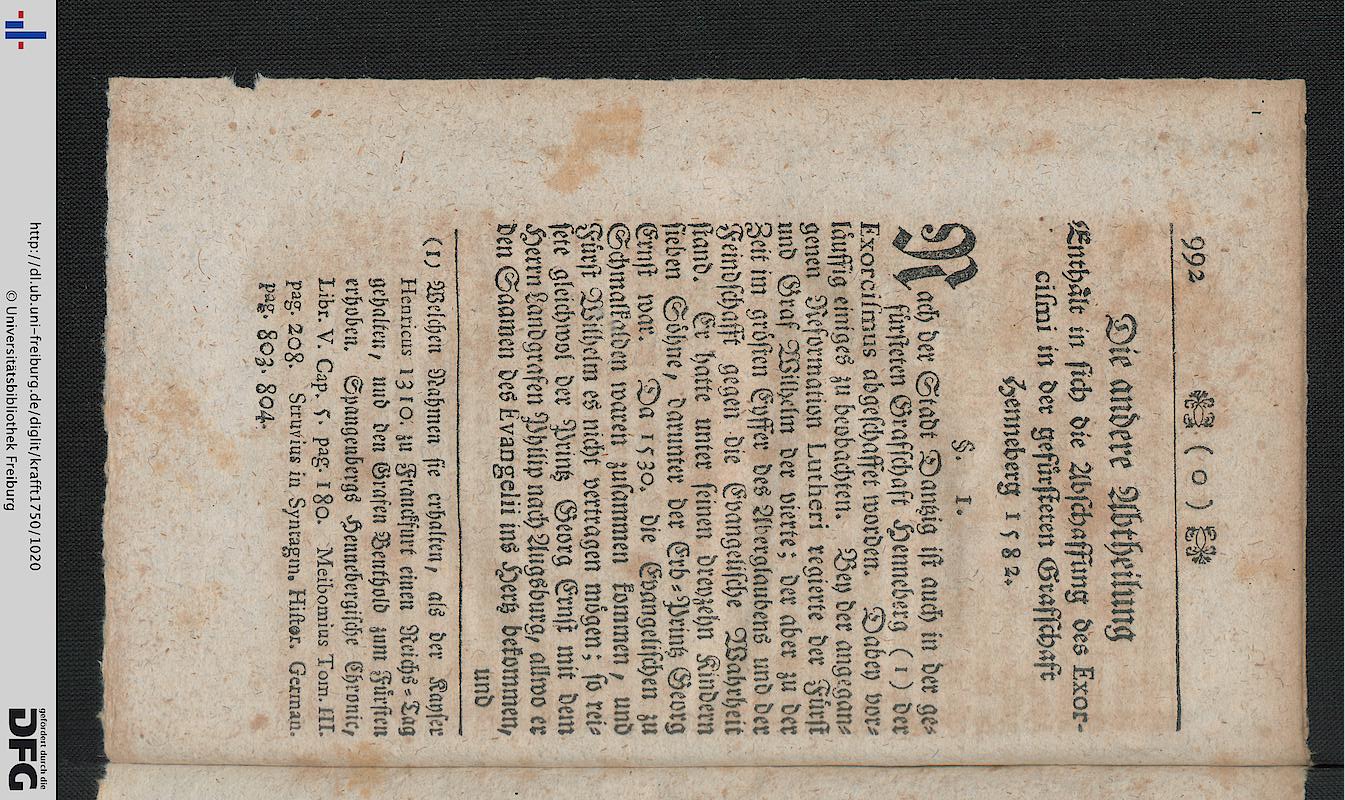 992 ( o )
Die andere Abtheilung
Enthält in sich die Abschaffung des Exor-
cismi in der gefürsteten Grafschaft
Henneberg 1582.
§. 1.
Nach der Stadt Dantzig ist auch in der ge-
fürsteten Grafschaft Henneberg (1) der
Exorcismus abgeschaffet worden. Dabey vor-
läuffig einiges zu beobachten. Bey der angegan-
genen Reformation Lutheri regierte der Fürst
und Graf Wilhelm der vierte; der aber zu der
Zeit im grösten Eyffer des Aberglaubens und der
Feindschafft gegen die Evangelische Wahrheit
stand. Er hatte unter seinen dreyzehn Kindern
sieben Söhne, darunter der Erb-Printz Georg
Ernst war. Da 1530. die Evangelischen zu
Schmalkalden waren zusammen kommen, und
Fürst Wilhelm es nicht vertragen mögen; so rei-
sete gleichwol der Printz Georg Ernst mit dem
Herrn Landgrafen Philip nach Augsburg, allwo er
den Saamen des Evangelii ins Hertz bekommen,
und
(1) Welchen Nahmen sie erhalten, als der Kayser
Henricus 1310. zu Franckfurt einen Reichs-Tag
gehalten, und den Grafen Berthold zum Fürsten
erhoben. Spangenbergs Hennebergische Chronic,
Libr. V. Cap. 5. pag. 180. Meibomius Tom. III.
pag. 208. Struvius in Syntagm. Histor. German.
pag. 803. 804.
http://dl.ub.uni-freiburg.de/diglit/krafft1750/1020
© Universitätsbibliothek Freiburg
gefördert durch die
DFG